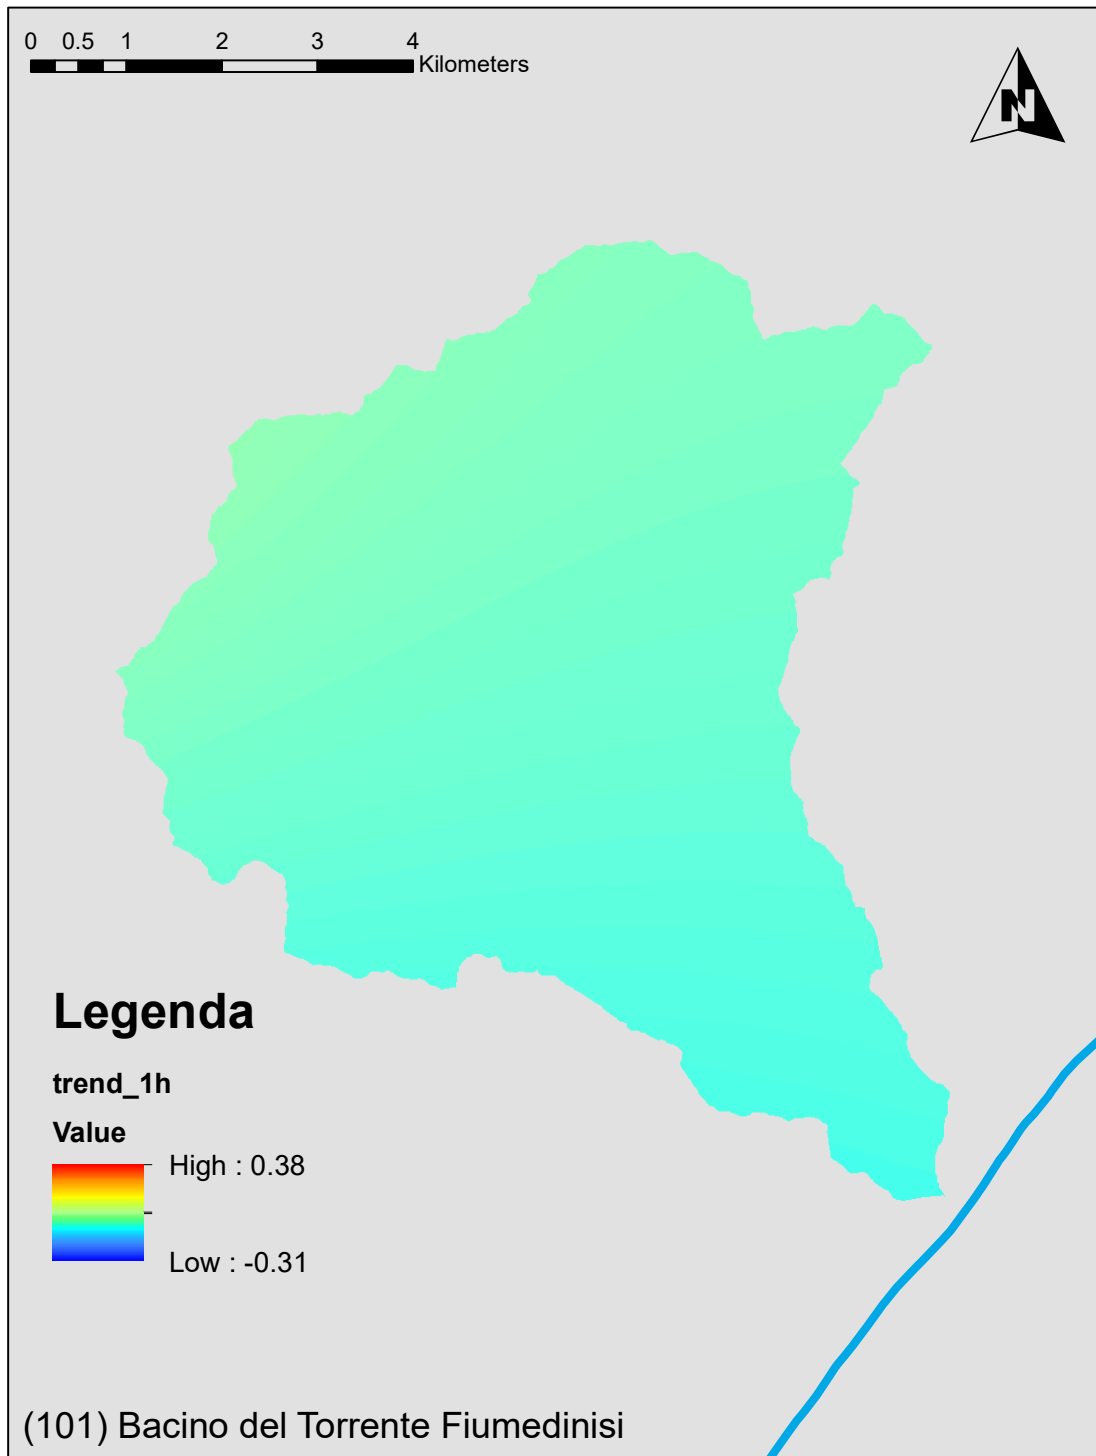 0 0.5 1 2 3 4
Kilometers
N
Legenda
trend_1h
Value
High : 0.38
Low : -0.31
(101) Bacino del Torrente Fiumedinisi